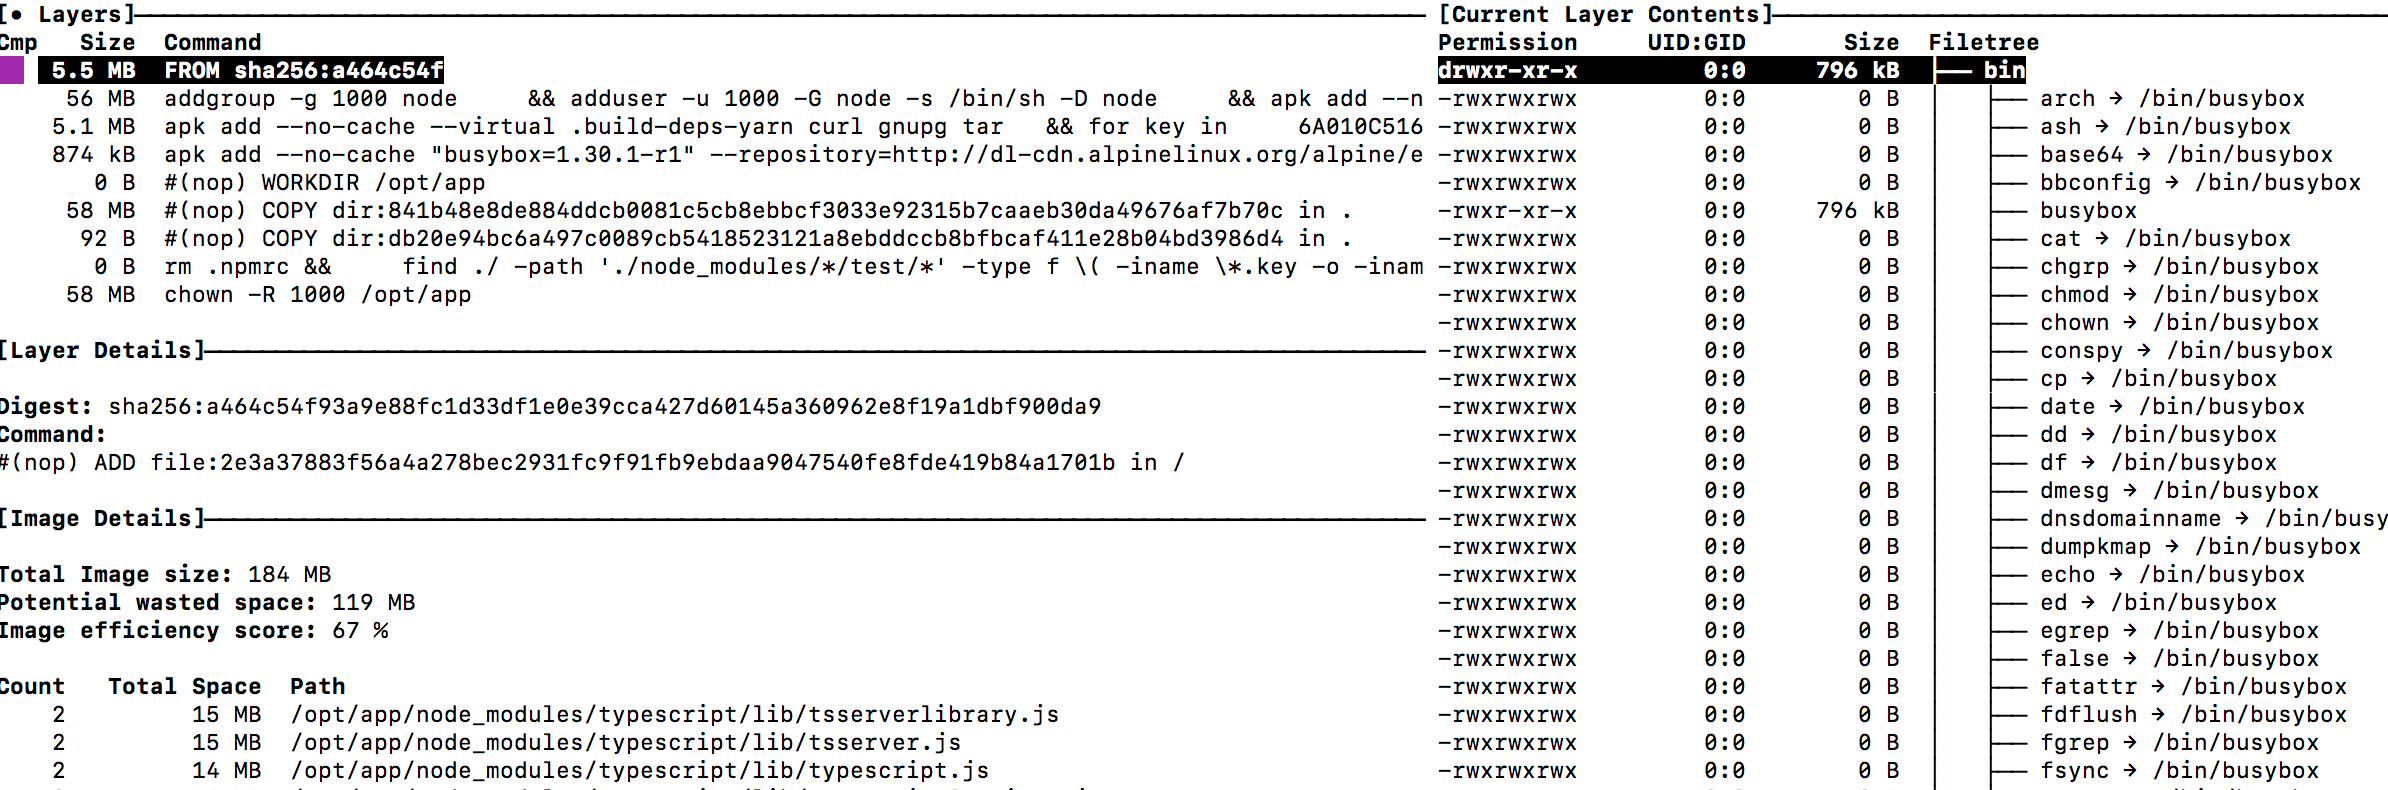 [● Layers]
Cmp Size Command
5.5 MB FROM sha256:a464c54f
56 MB addgroup -g 1000 node && adduser -u 1000 -G node -s /bin/sh -D node && apk add --n
5.1 MB apk add --no-cache --virtual .build-deps-yarn curl gnupg tar && for key in 6A010C516
874 kB apk add --no-cache "busybox=1.30.1-r1" --repository=http://dl-cdn.alpinelinux.org/alpine/e
0 B #(nop) WORKDIR /opt/app
58 MB #(nop) COPY dir:841b48e8de884ddcb0081c5cb8ebbcf3033e92315b7caaeb30da49676af7b70c in .
92 B #(nop) COPY dir:db20e94bc6a497c0089cb5418523121a8ebddccb8bfbcaf411e28b04bd3986d4 in .
0 B rm .npmrc && find ./ -path './node_modules/*/test/*' -type f \( -iname \*.key -o -inam
58 MB chown -R 1000 /opt/app
[Layer Details]
Digest: sha256:a464c54f93a9e88fc1d33df1e0e39cca427d60145a360962e8f19a1dbf900da9
Command:
#(nop) ADD file:2e3a37883f56a4a278bec2931fc9f91fb9ebdaa9047540fe8fde419b84a1701b in /
[Image Details]
Total Image size: 184 MB
Potential wasted space: 119 MB
Image efficiency score: 67 %
Count Total Space Path
2 15 MB /opt/app/node_modules/typescript/lib/tsserverlibrary.js
2 15 MB /opt/app/node_modules/typescript/lib/tsserver.js
2 14 MB /opt/app/node_modules/typescript/lib/typescript.js
[Current Layer Contents]
Permission UID:GID Size Filetree
drwxr-xr-x 0:0 796 kB ├── bin
-rwxrwxrwx 0:0 0 B │ ├── arch → /bin/busybox
-rwxrwxrwx 0:0 0 B │ ├── ash → /bin/busybox
-rwxrwxrwx 0:0 0 B │ ├── base64 → /bin/busybox
-rwxrwxrwx 0:0 0 B │ ├── bbconfig → /bin/busybox
-rwxr-xr-x 0:0 796 kB │ ├── busybox
-rwxrwxrwx 0:0 0 B │ ├── cat → /bin/busybox
-rwxrwxrwx 0:0 0 B │ ├── chgrp → /bin/busybox
-rwxrwxrwx 0:0 0 B │ ├── chmod → /bin/busybox
-rwxrwxrwx 0:0 0 B │ ├── chown → /bin/busybox
-rwxrwxrwx 0:0 0 B │ ├── conspy → /bin/busybox
-rwxrwxrwx 0:0 0 B │ ├── cp → /bin/busybox
-rwxrwxrwx 0:0 0 B │ ├── date → /bin/busybox
-rwxrwxrwx 0:0 0 B │ ├── dd → /bin/busybox
-rwxrwxrwx 0:0 0 B │ ├── df → /bin/busybox
-rwxrwxrwx 0:0 0 B │ ├── dmesg → /bin/busybox
-rwxrwxrwx 0:0 0 B │ ├── dnsdomainname → /bin/busy
-rwxrwxrwx 0:0 0 B │ ├── dumpkmap → /bin/busybox
-rwxrwxrwx 0:0 0 B │ ├── echo → /bin/busybox
-rwxrwxrwx 0:0 0 B │ ├── ed → /bin/busybox
-rwxrwxrwx 0:0 0 B │ ├── egrep → /bin/busybox
-rwxrwxrwx 0:0 0 B │ ├── false → /bin/busybox
-rwxrwxrwx 0:0 0 B │ ├── fatattr → /bin/busybox
-rwxrwxrwx 0:0 0 B │ ├── fdflush → /bin/busybox
-rwxrwxrwx 0:0 0 B │ ├── fgrep → /bin/busybox
-rwxrwxrwx 0:0 0 B │ ├── fsync → /bin/busybox